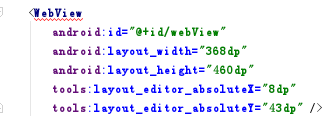 <WebView
android:id="@+id/webView"
android:layout_width="368dp"
android:layout_height="460dp"
tools:layout_editor_absoluteX="8dp"
tools:layout_editor_absoluteY="43dp" />